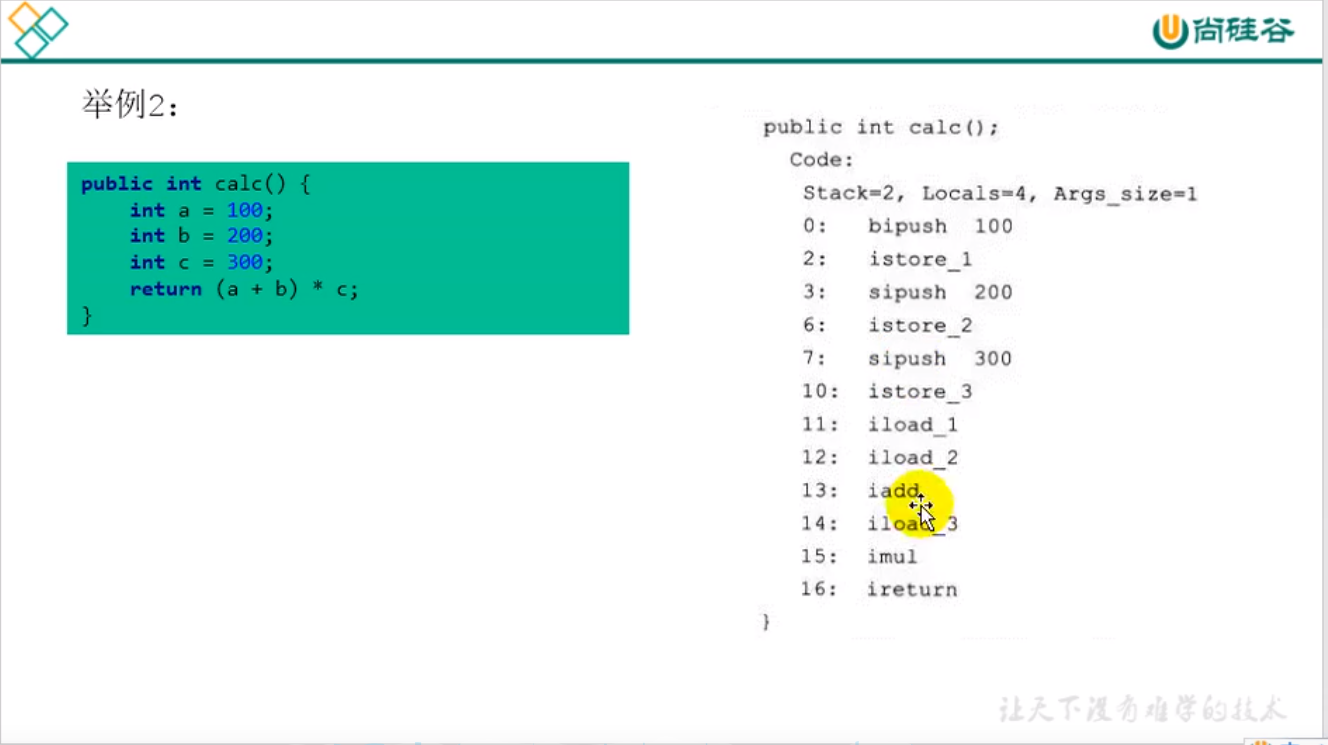 尚硅谷
举例2：
public int calc() {
int a = 100;
int b = 200;
int c = 300;
return (a + b) * c;
}
public int calc();
Code:
Stack=2, Locals=4, Args_size=1
0: bipush 100
2: istore_1
3: sipush 200
6: istore_2
7: sipush 300
10: istore_3
11: iload_1
12: iload_2
13: iadd
14: iload_3
15: imul
16: ireturn
}
让天下没有难学的技术